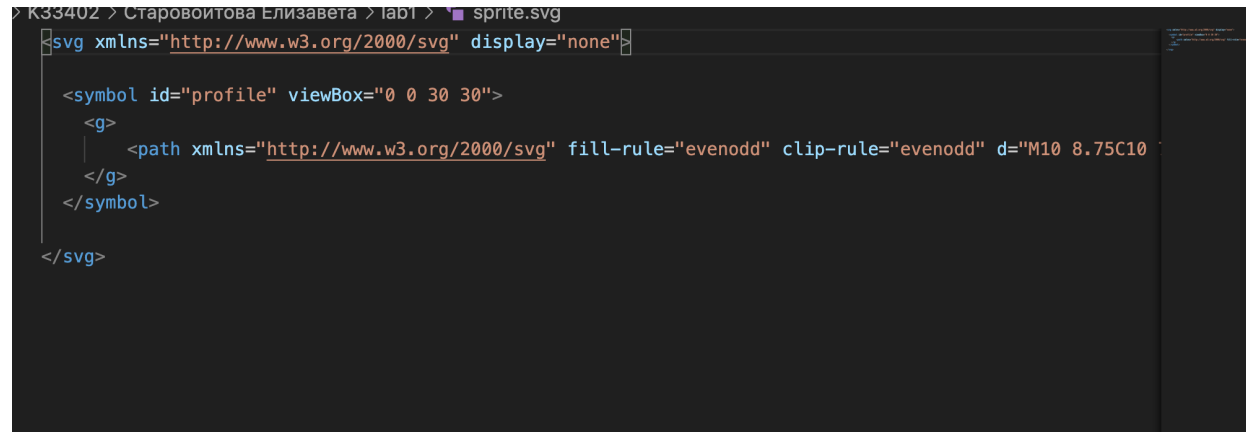 > K33402 > Старовойтова Елизавета > lab1 > sprite.svg
<svg xmlns="http://www.w3.org/2000/svg" display="none">
<symbol id="profile" viewBox="0 0 30 30">
<g>
<path xmlns="http://www.w3.org/2000/svg" fill-rule="evenodd" clip-rule="evenodd" d="M10 8.75C10
</g>
</symbol>
</svg>